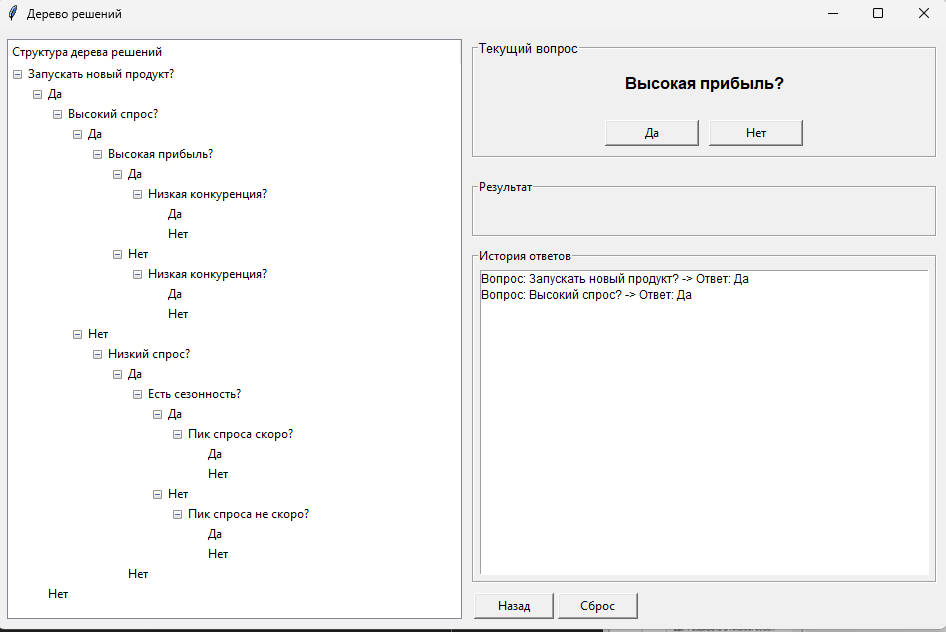 Дерево решений
Структура дерева решений
Запускать новый продукт?
Да
Высокий спрос?
Да
Высокая прибыль?
Да
Низкая конкуренция?
Да
Нет
Нет
Низкая конкуренция?
Да
Нет
Нет
Низкий спрос?
Да
Есть сезонность?
Да
Пик спроса скоро?
Да
Нет
Нет
Пик спроса не скоро?
Да
Нет
Нет
Нет
Текущий вопрос
Высокая прибыль?
Да Нет
Результат
История ответов
Вопрос: Запускать новый продукт? -> Ответ: Да
Вопрос: Высокий спрос? -> Ответ: Да
Назад Сброс